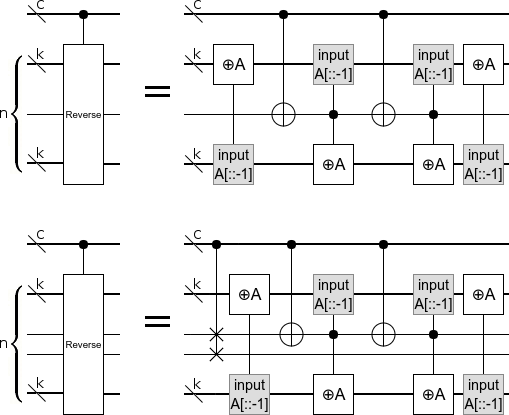 c
c
k
⊕A
input
A[::-1]
input
A[::-1]
⊕A
k
n
Reverse
=
k
k
input
A[::-1]
⊕A
⊕A
input
A[::-1]
c
c
k
k
⊕A
input
A[::-1]
input
A[::-1]
⊕A
n
Reverse
=
k
k
input
A[::-1]
⊕A
⊕A
input
A[::-1]